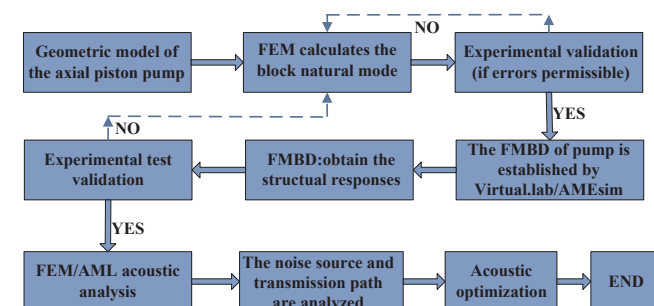 Geometric model of
the axial piston pump
FEM calculates the
block natural mode
NO
Experimental validation
(if errors permissible)
YES
The FMBD of pump is
established by
Virtual.lab/AMEsim
FMBD:obtain the
structual responses
NO
Experimental test
validation
YES
FEM/AML acoustic
analysis
The noise source and
transmission path
are analyzed
Acoustic
optimization
END